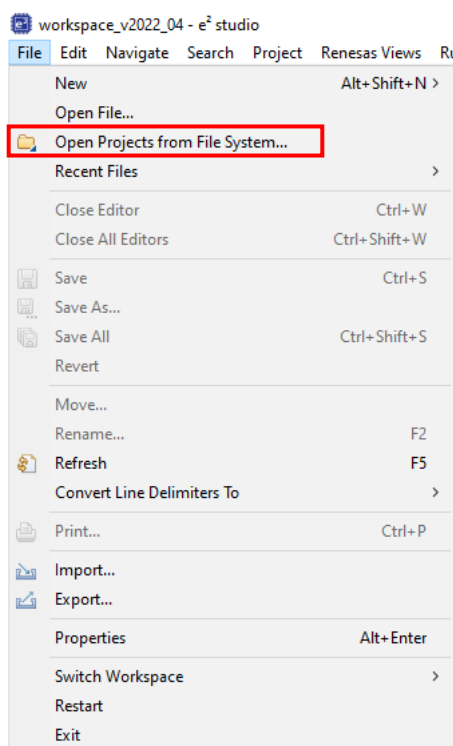 workspace_v2022_04 - e² studio
File Edit Navigate Search Project Renesas Views
New Alt+Shift+N >
Open File...
Open Projects from File System...
Recent Files >
Close Editor Ctrl+W
Close All Editors Ctrl+Shift+W
Save Ctrl+S
Save As...
Save All Ctrl+Shift+S
Revert
Move...
Rename... F2
Refresh F5
Convert Line Delimiters To >
Print... Ctrl+P
Import...
Export...
Properties Alt+Enter
Switch Workspace >
Restart
Exit